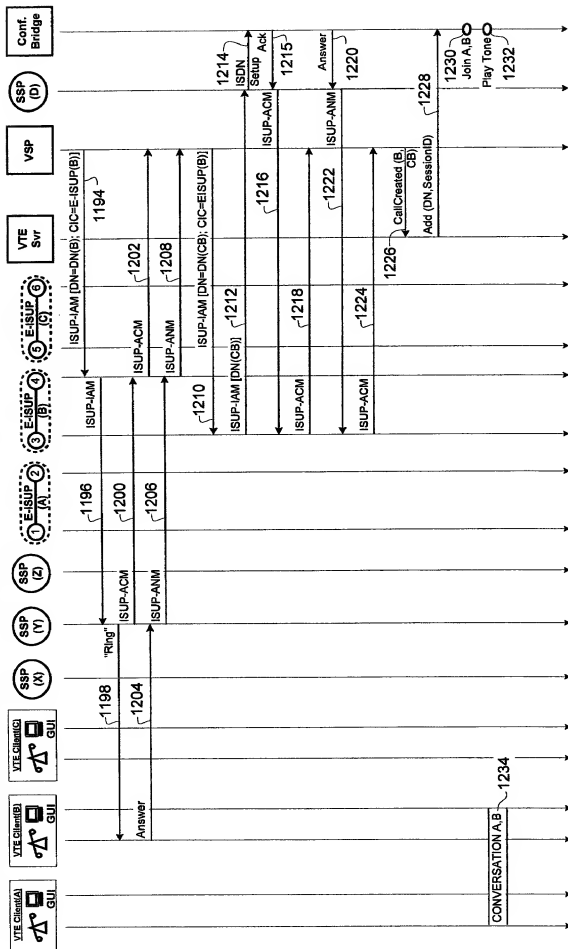 VTE Client(A)
GUI
VTE Client(B)
GUI
VTE Client(C)
GUI
SSP
(X)
SSP
(Y)
SSP
(Z)
1 E-ISUP 2
(A)
3 E-ISUP 4
(B)
5 E-ISUP 6
(C)
VTE
Svr
VSP
SSP
(D)
Conf.
Bridge
ISUP-IAM [DN=DN(B); CIC=E-ISUP(B)]
1194
ISUP-IAM
1196
"Ring"
1198
ISUP-ACM
1200
ISUP-ACM
1202
Answer
1204
ISUP-ANM
1206
ISUP-ANM
1208
ISUP-IAM [DN=DN(CB); CIC=EISUP(B)]
1210
ISUP-IAM [DN(CB)]
1212
1214
ISDN
Setup
Ack
1215
ISUP-ACM
1216
ISUP-ACM
1218
Answer
1220
ISUP-ANM
1222
ISUP-ACM
1224
CallCreated (B,
CB)
1226
Add (DN,SessionID)
1228
1230
Join A,B
Play Tone
1232
CONVERSATION A,B
1234